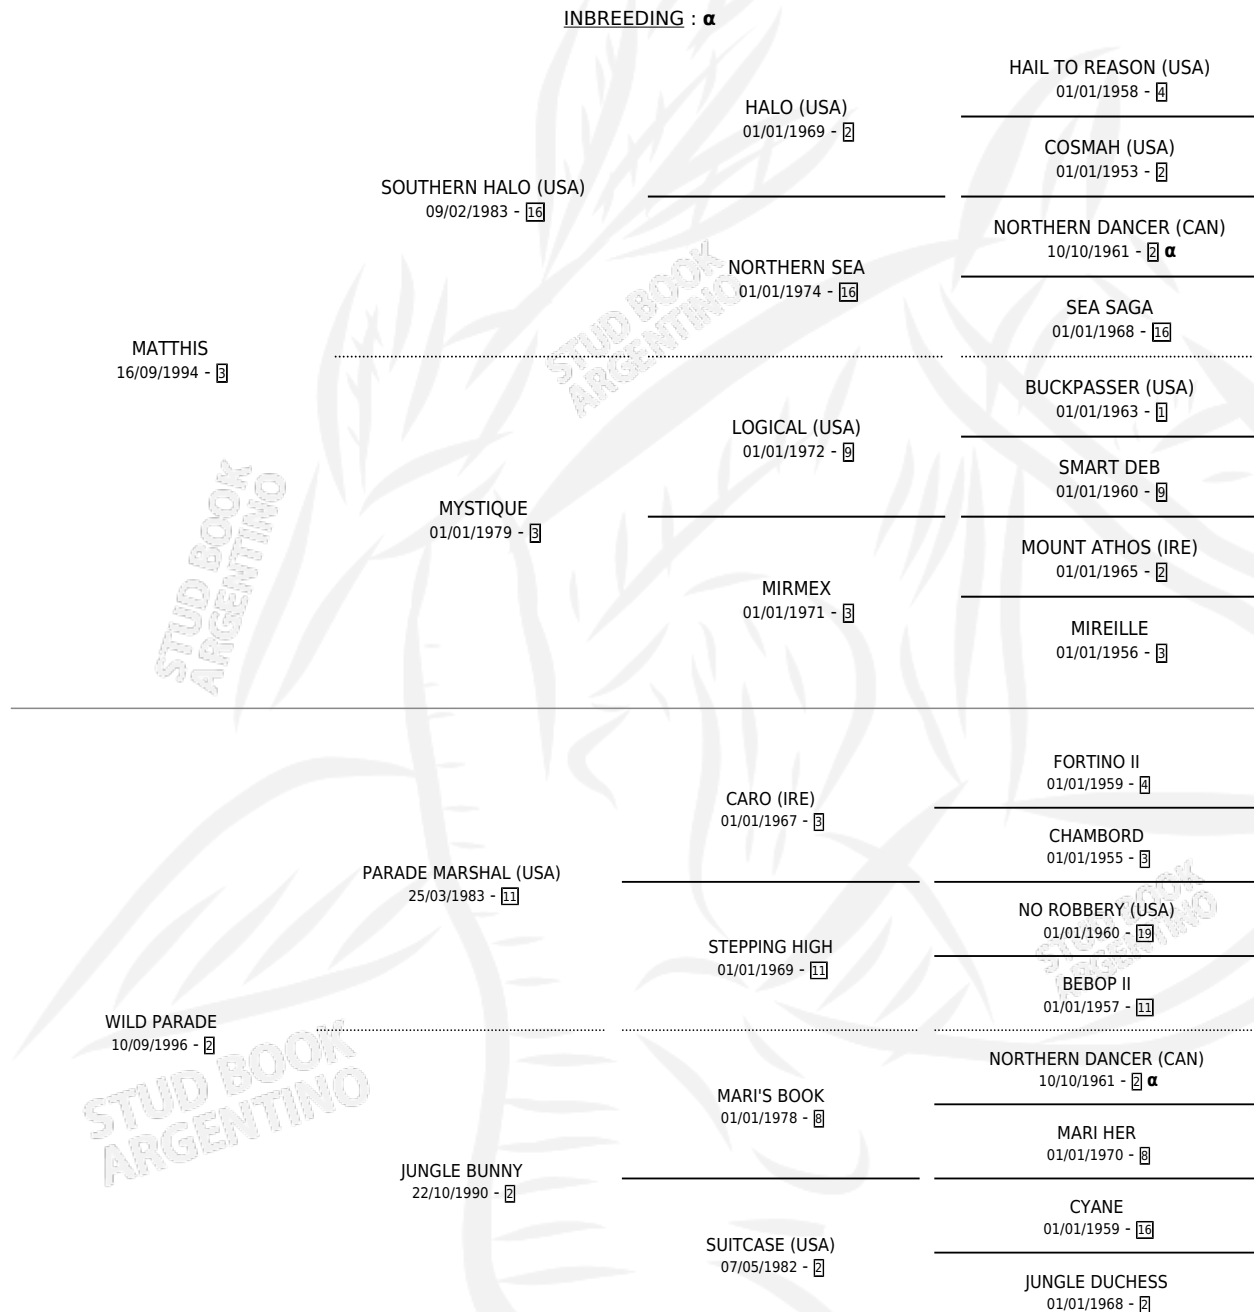 INBREEDING : α
HAIL TO REASON (USA)
01/01/1958 - 4
HALO (USA)
01/01/1969 - 2
COSMAH (USA)
01/01/1953 - 2
SOUTHERN HALO (USA)
09/02/1983 - 16
NORTHERN DANCER (CAN)
10/10/1961 - 2 α
NORTHERN SEA
01/01/1974 - 16
SEA SAGA
01/01/1968 - 16
MATTHIS
16/09/1994 - 3
BUCKPASSER (USA)
01/01/1963 - 1
LOGICAL (USA)
01/01/1972 - 9
SMART DEB
01/01/1960 - 9
MYSTIQUE
01/01/1979 - 3
MOUNT ATHOS (IRE)
01/01/1965 - 2
MIRMEX
01/01/1971 - 3
MIREILLE
01/01/1956 - 3
FORTINO II
01/01/1959 - 4
CARO (IRE)
01/01/1967 - 3
CHAMBORD
01/01/1955 - 3
PARADE MARSHAL (USA)
25/03/1983 - 11
NO ROBBERY (USA)
01/01/1960 - 19
STEPPING HIGH
01/01/1969 - 11
BEBOP II
01/01/1957 - 11
WILD PARADE
10/09/1996 - 2
NORTHERN DANCER (CAN)
10/10/1961 - 2 α
MARI'S BOOK
01/01/1978 - 8
MARI HER
01/01/1970 - 8
JUNGLE BUNNY
22/10/1990 - 2
CYANE
01/01/1959 - 16
SUITCASE (USA)
07/05/1982 - 2
JUNGLE DUCHESS
01/01/1968 - 2
STUD BOOK
ARGENTINO
STUD BOOK
ARGENTINO
STUD BOOK
ARGENTINO
STUD BOOK
ARGENTINO